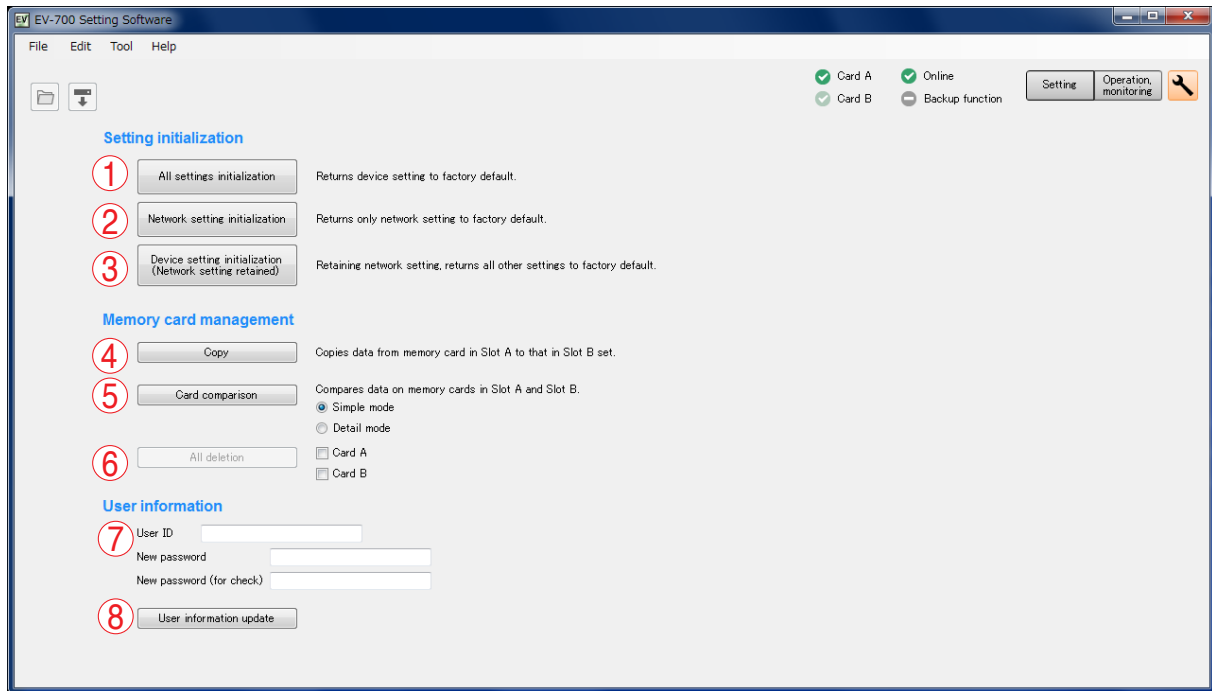 EV EV-700 Setting Software
File Edit Tool Help
Card A Online
Card B Backup function
Setting
Operation,
monitoring
Setting initialization
① All settings initialization Returns device setting to factory default.
② Network setting initialization Returns only network setting to factory default.
③ Device setting initialization
(Network setting retained) Retaining network setting, returns all other settings to factory default.
Memory card management
④ Copy Copies data from memory card in Slot A to that in Slot B set.
⑤ Card comparison Compares data on memory cards in Slot A and Slot B.
Simple mode
Detail mode
⑥ All deletion Card A
Card B
User information
⑦ User ID
New password
New password (for check)
⑧ User information update